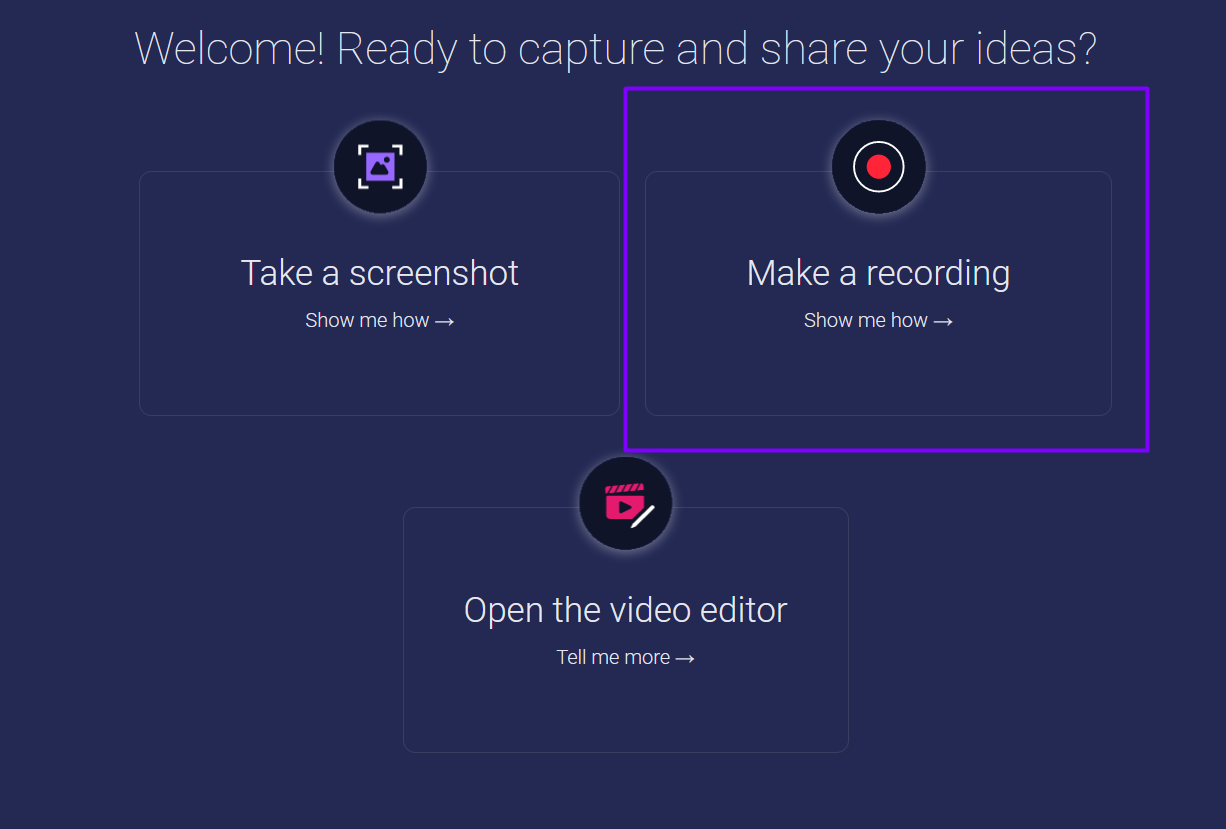 Welcome! Ready to capture and share your ideas?
Take a screenshot
Show me how →
Make a recording
Show me how →
Open the video editor
Tell me more →